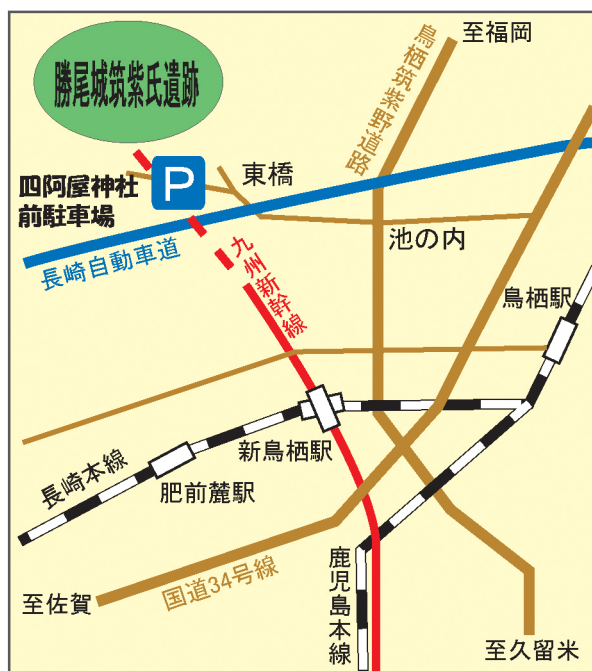 至福岡
勝尾城筑紫氏遺跡
鳥栖筑紫野道路
P
四阿屋神社
前駐車場
東橋
池の内
長崎自動車道
九州新幹線
鳥栖駅
新鳥栖駅
長崎本線
肥前麓駅
国道34号線
至佐賀
鹿児島本線
至久留米